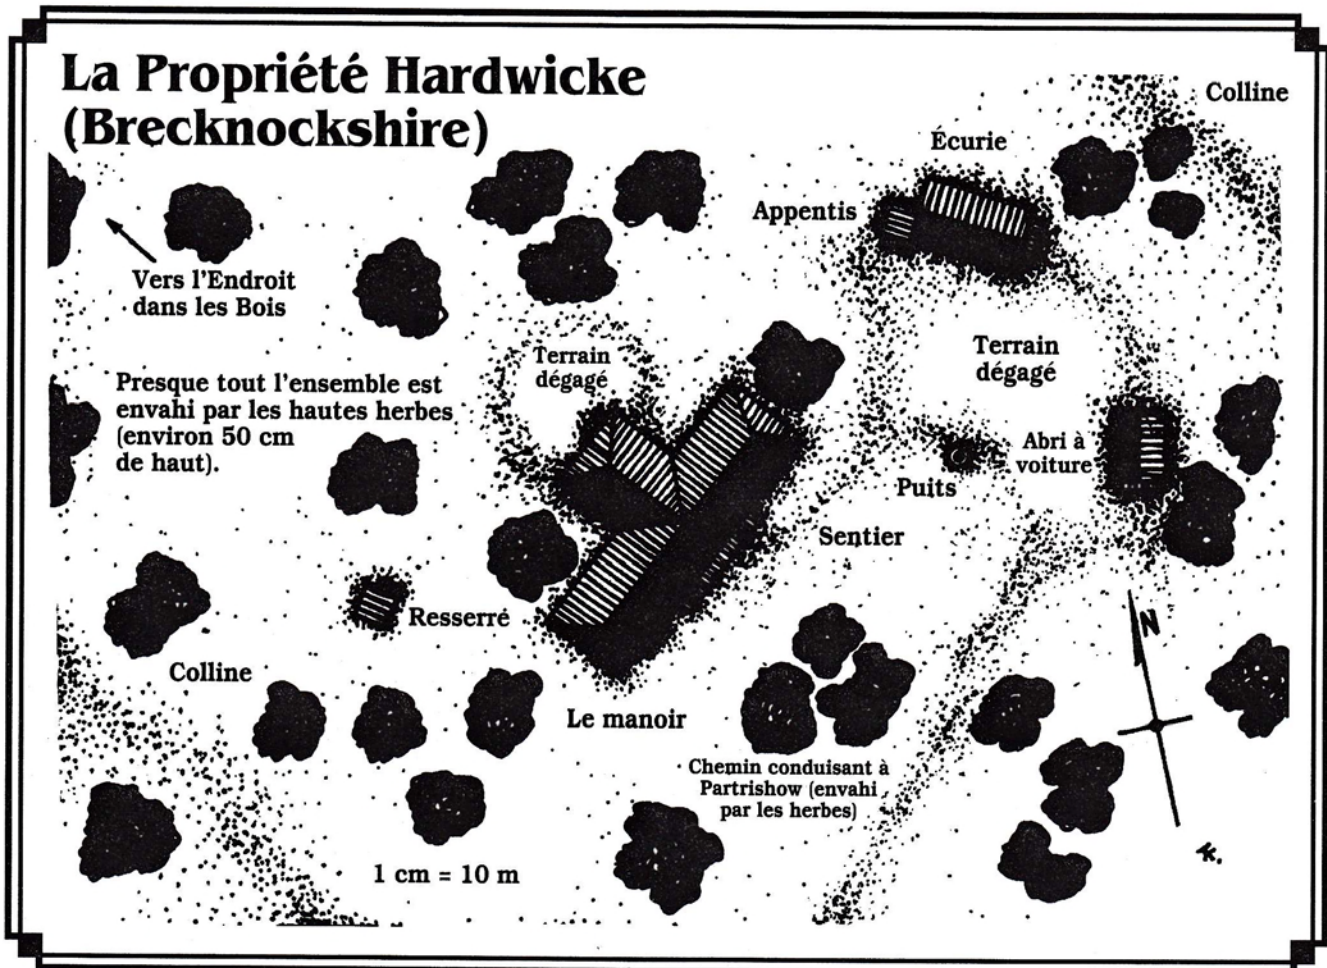 La Propriété Hardwicke
(Brecknockshire)
Colline
Écurie
Appentis
Vers l'Endroit
dans les Bois
Terrain
dégagé
Terrain
dégagé
Presque tout l'ensemble est
envahi par les hautes herbes
(environ 50 cm
de haut).
Abri à
voiture
Puits
Sentier
Resserré
N
Colline
Le manoir
Chemin conduisant à
Partrishow (envahi
par les herbes)
1 cm = 10 m